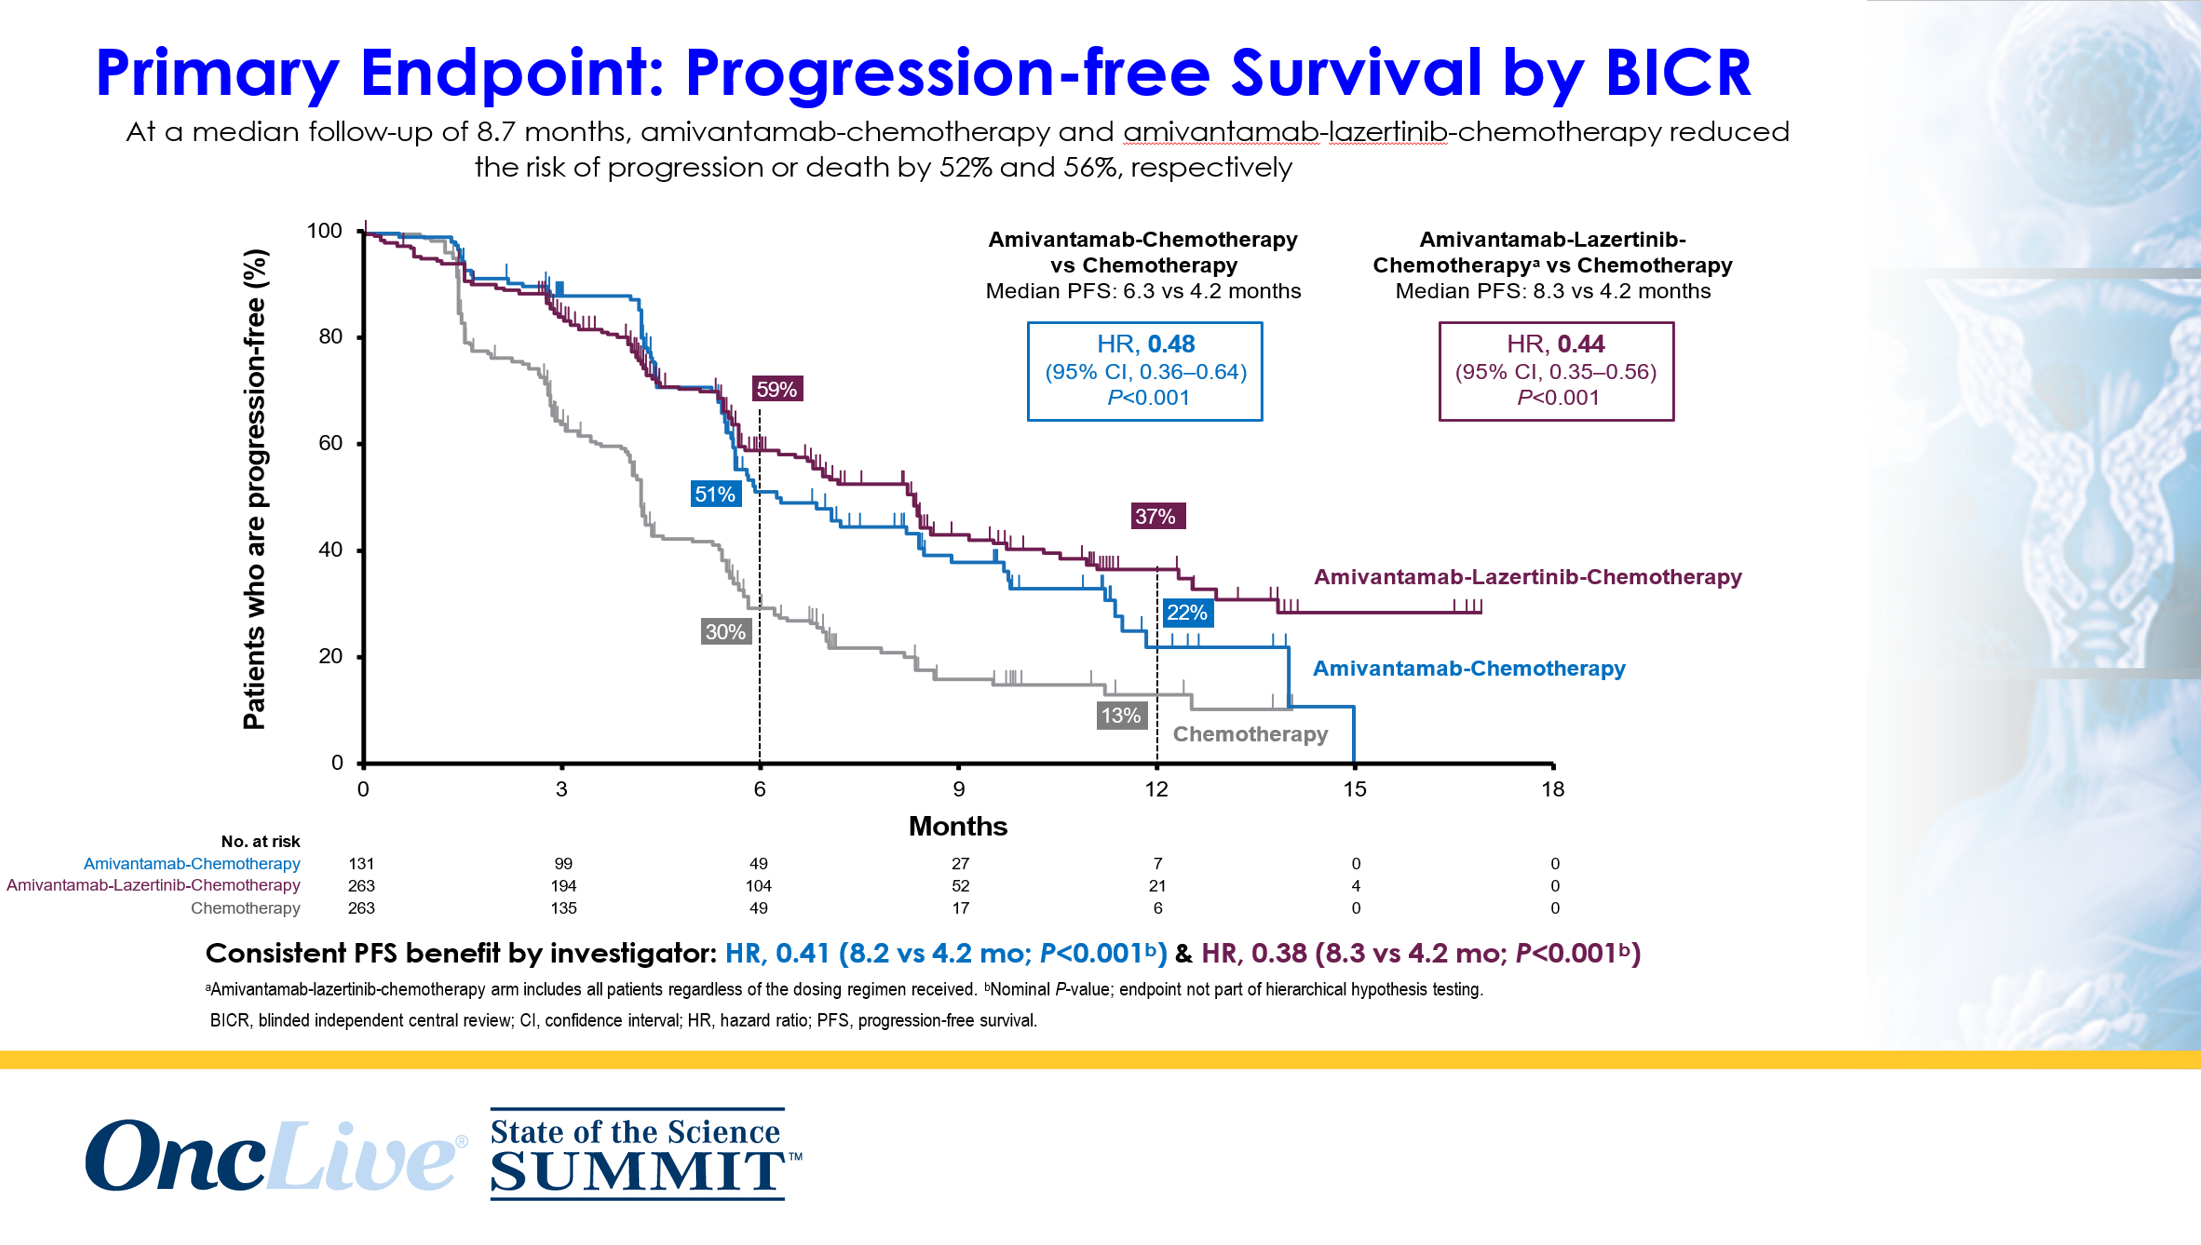 Primary Endpoint: Progression-free Survival by BICR
At a median follow-up of 8.7 months, amivantamab-chemotherapy and amivantamab-lazertinib-chemotherapy reduced
the risk of progression or death by 52% and 56%, respectively
Patients who are progression-free (%)
100
80
60
40
20
0
Amivantamab-Chemotherapy
vs Chemotherapy
Median PFS: 6.3 vs 4.2 months
HR, 0.48
(95% CI, 0.36–0.64)
P<0.001
Amivantamab-Lazertinib-
Chemotherapyᵃ vs Chemotherapy
Median PFS: 8.3 vs 4.2 months
HR, 0.44
(95% CI, 0.35–0.56)
P<0.001
59%
51%
30%
37%
22%
13%
Amivantamab-Lazertinib-Chemotherapy
Amivantamab-Chemotherapy
Chemotherapy
0 3 6 9 12 15 18
Months
No. at risk
Amivantamab-Chemotherapy 131 99 49 27 7 0 0
Amivantamab-Lazertinib-Chemotherapy 263 194 104 52 21 4 0
Chemotherapy 263 135 49 17 6 0 0
Consistent PFS benefit by investigator: HR, 0.41 (8.2 vs 4.2 mo; P<0.001ᵇ) & HR, 0.38 (8.3 vs 4.2 mo; P<0.001ᵇ)
ᵃAmivantamab-lazertinib-chemotherapy arm includes all patients regardless of the dosing regimen received. ᵇNominal P-value; endpoint not part of hierarchical hypothesis testing.
BICR, blinded independent central review; CI, confidence interval; HR, hazard ratio; PFS, progression-free survival.
OncLive®
State of the Science
SUMMIT™